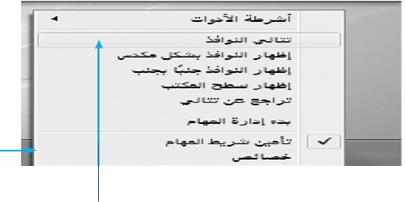 أشرطة الأدوات
تتالي النوافذ
إظهار النوافذ بشكل مكدس
إظهار النوافذ جنبًا بجنب
إظهار سطح المكتب
تراجع عن تتالي
بدء إدارة المهام
تأمين شريط المهام
خصائص